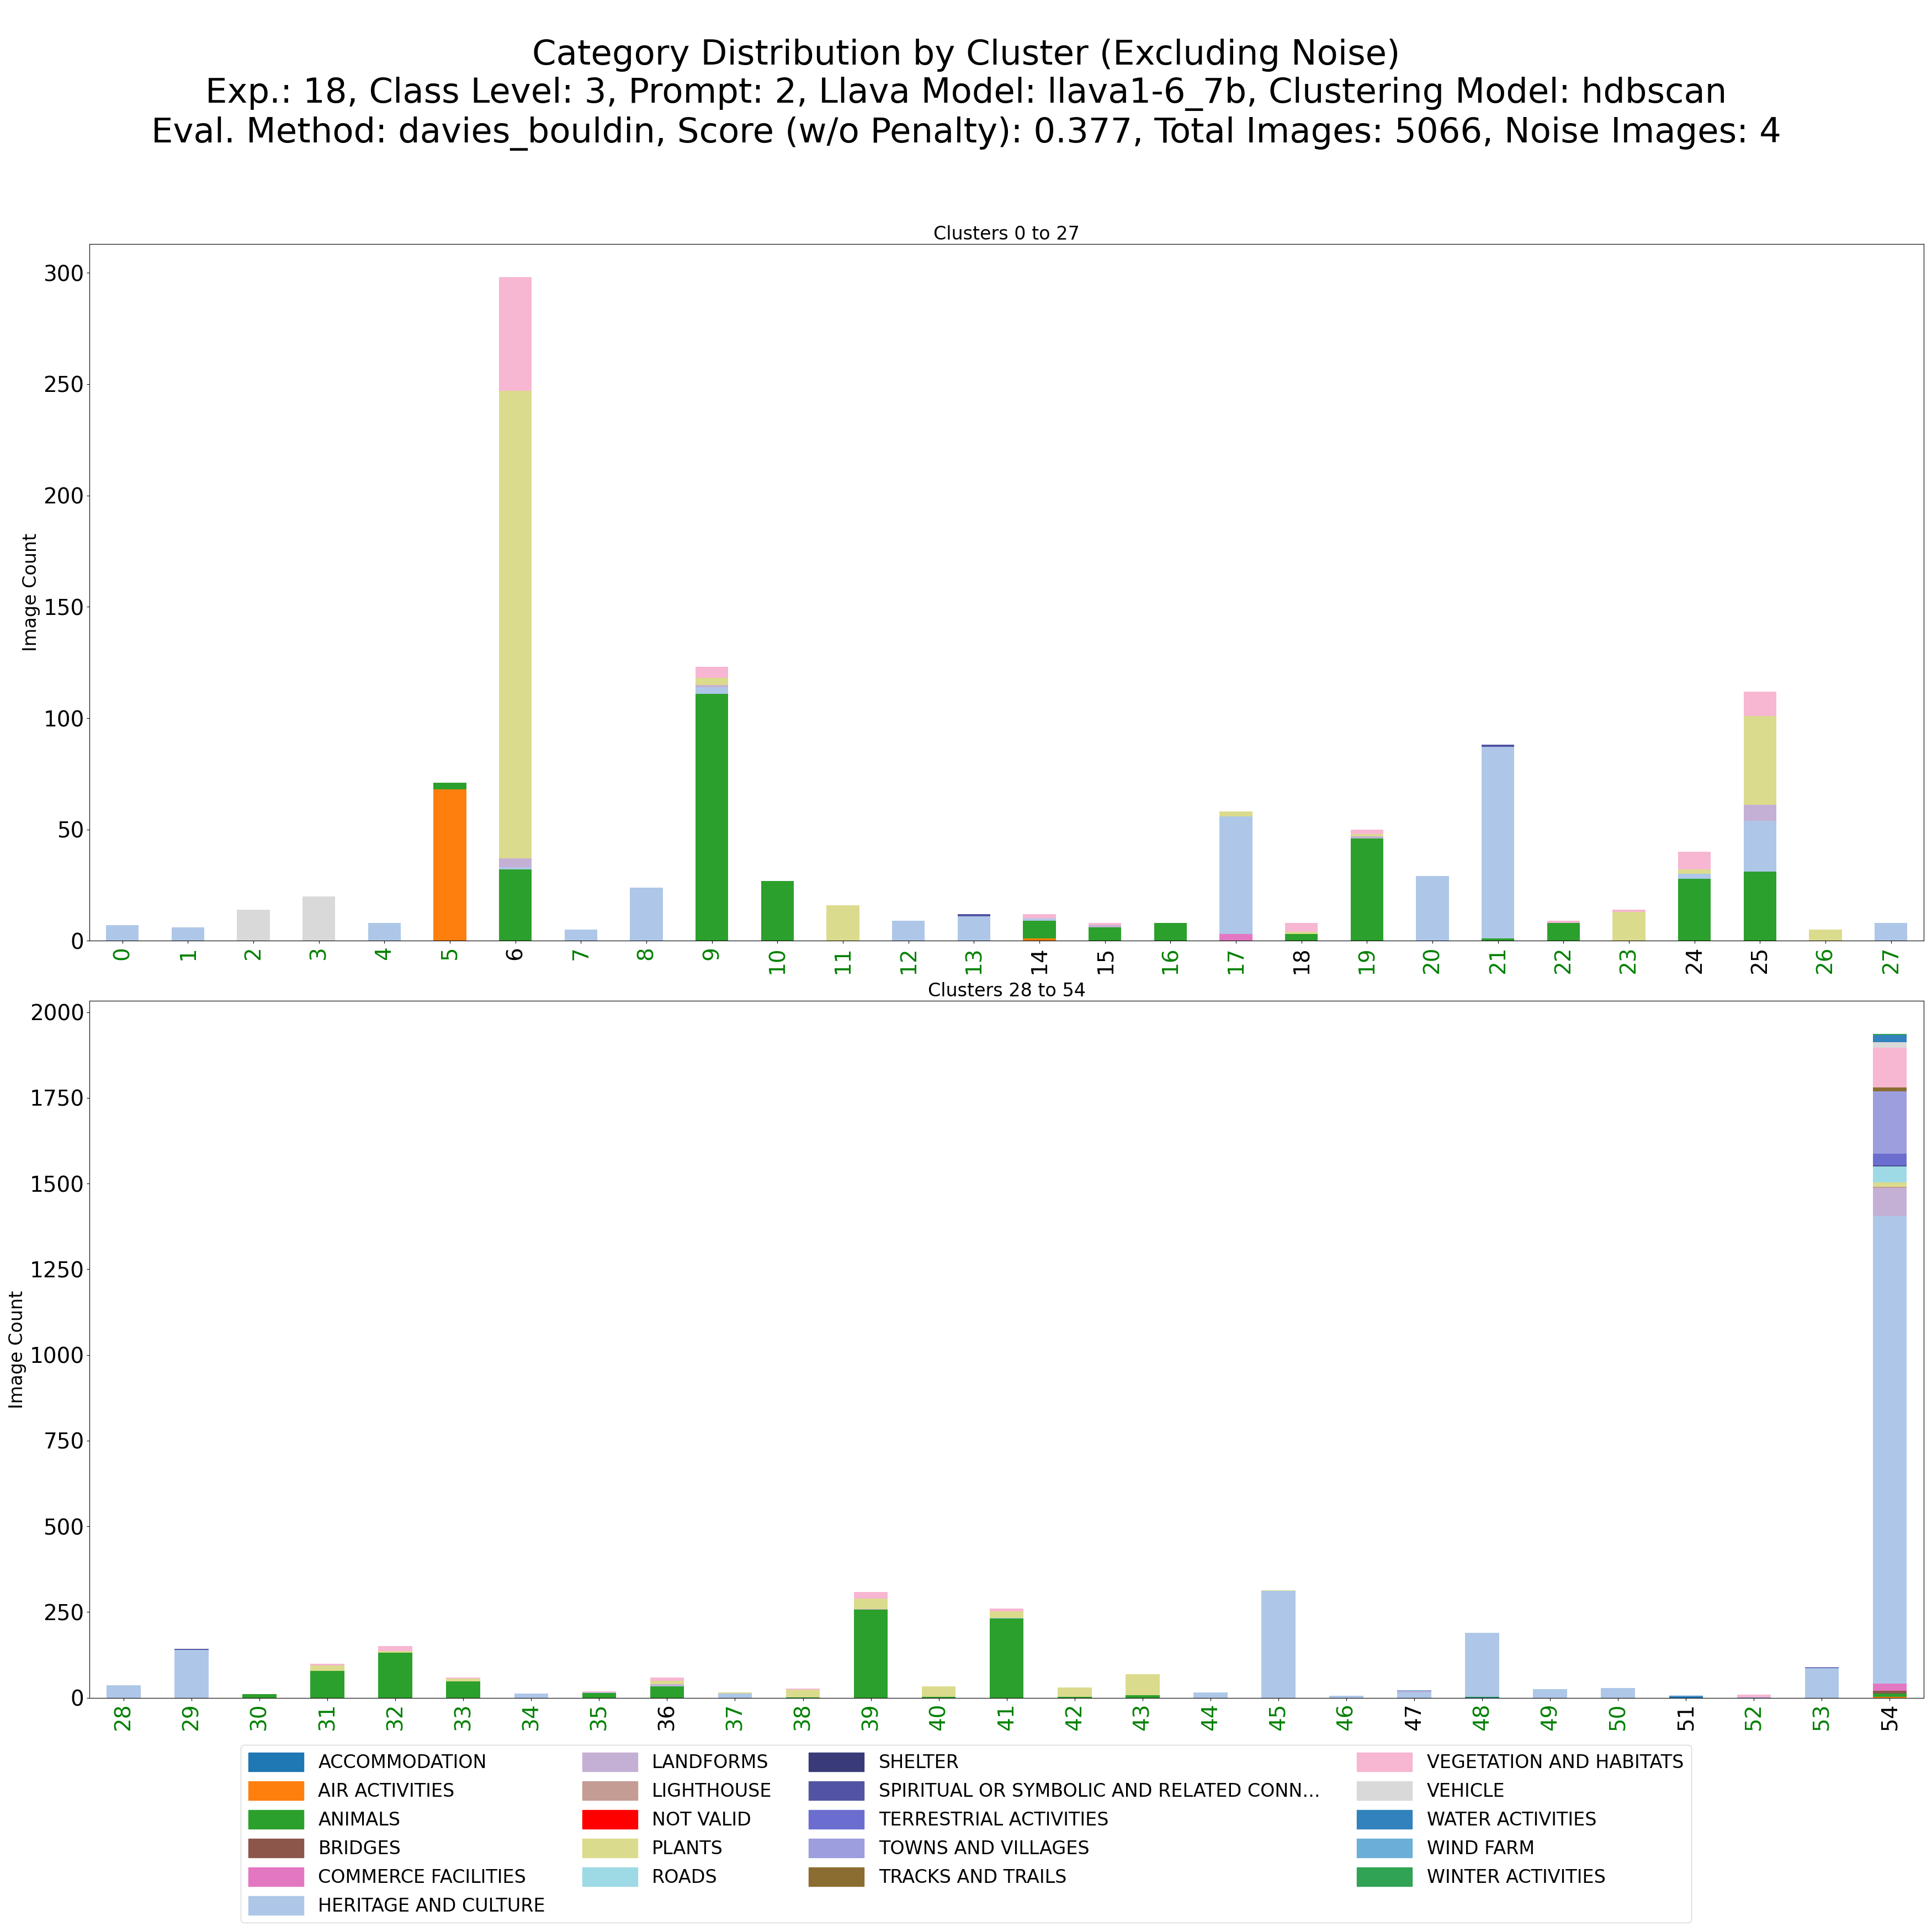 Category Distribution by Cluster (Excluding Noise)
Exp.: 18, Class Level: 3, Prompt: 2, Llava Model: llava1-6_7b, Clustering Model: hdbscan
Eval. Method: davies_bouldin, Score (w/o Penalty): 0.377, Total Images: 5066, Noise Images: 4
Clusters 0 to 27
300
250
200
150
100
50
0
Image Count
0 1 2 3 4 5 6 7 8 9 10 11 12 13 14 15 16 17 18 19 20 21 22 23 24 25 26 27
Clusters 28 to 54
2000
1750
1500
1250
1000
750
500
250
0
Image Count
28 29 30 31 32 33 34 35 36 37 38 39 40 41 42 43 44 45 46 47 48 49 50 51 52 53 54
ACCOMMODATION
AIR ACTIVITIES
ANIMALS
BRIDGES
COMMERCE FACILITIES
HERITAGE AND CULTURE
LANDFORMS
LIGHTHOUSE
NOT VALID
PLANTS
ROADS
SHELTER
SPIRITUAL OR SYMBOLIC AND RELATED CONN...
TERRESTRIAL ACTIVITIES
TOWNS AND VILLAGES
TRACKS AND TRAILS
VEGETATION AND HABITATS
VEHICLE
WATER ACTIVITIES
WIND FARM
WINTER ACTIVITIES